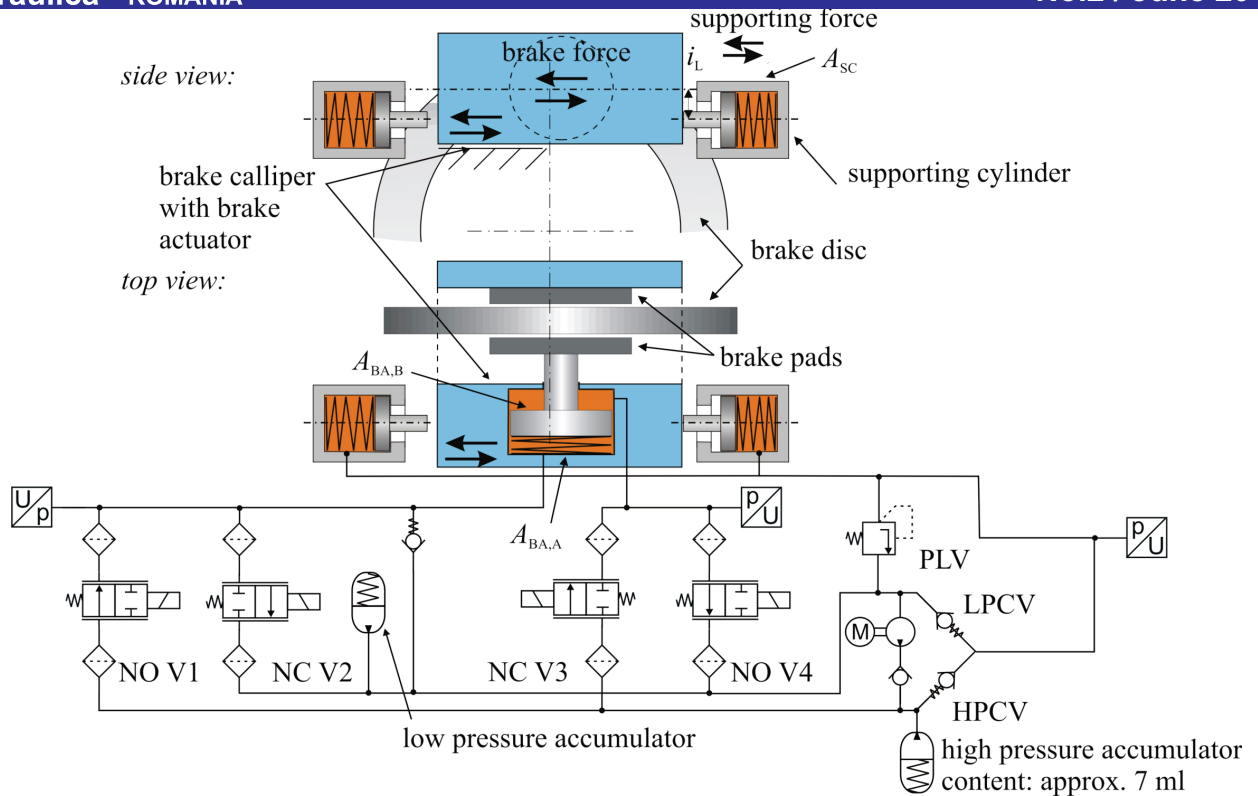 ROMANIA
supporting force
brake force
i_L
A_SC
side view:
brake calliper
with brake
actuator
supporting cylinder
brake disc
top view:
brake pads
A_BA,B
U
p
A_BA,A
p
U
p
U
PLV
LPCV
M
NO V1
NC V2
NC V3
NO V4
HPCV
low pressure accumulator
high pressure accumulator
content: approx. 7 ml